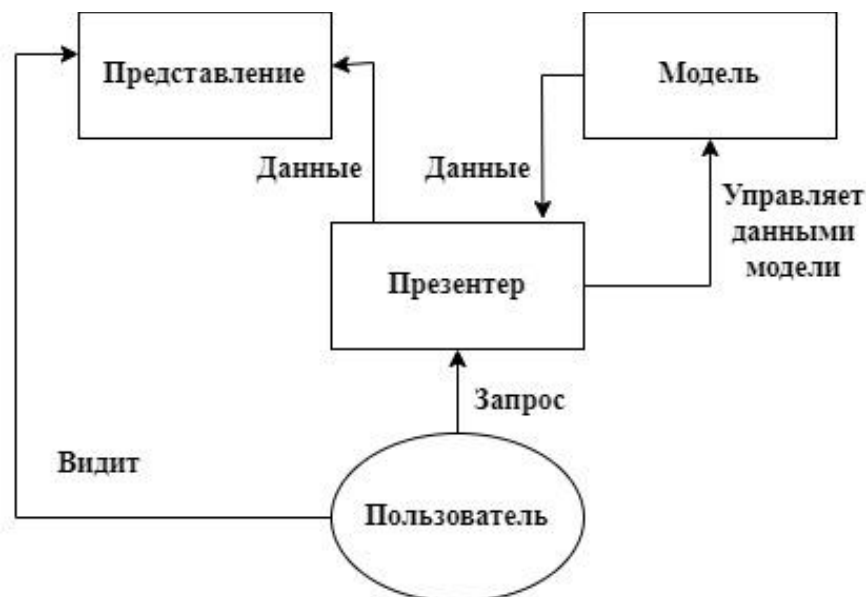 Представление
Модель
Данные
Данные
Управляет
данными
модели
Презентер
Запрос
Видит
Пользователь